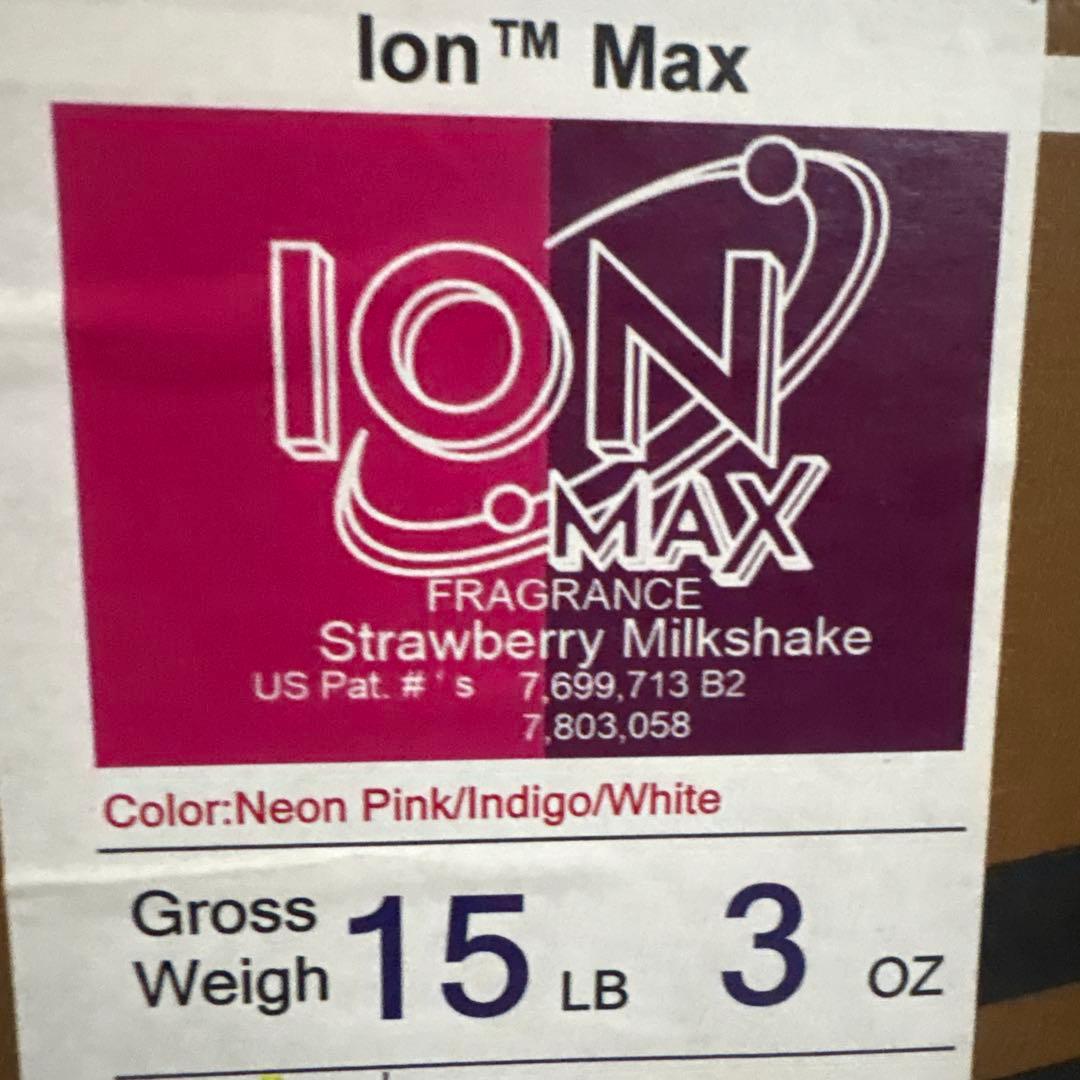 Ion™ Max
ION
MAX
FRAGRANCE
Strawberry Milkshake
US Pat. #'s 7,699,713 B2
7,803,058
Color:Neon Pink/Indigo/White
Gross
Weigh 15 LB 3 OZ